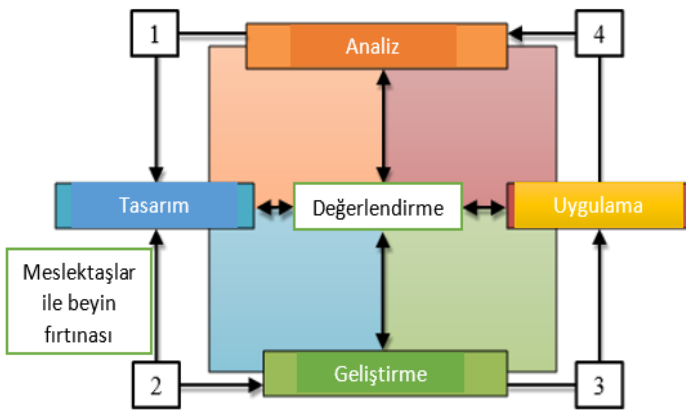 1
Analiz
4
Tasarım
Değerlendirme
Uygulama
Meslektaşlar
ile beyin
fırtınası
2
Geliştirme
3